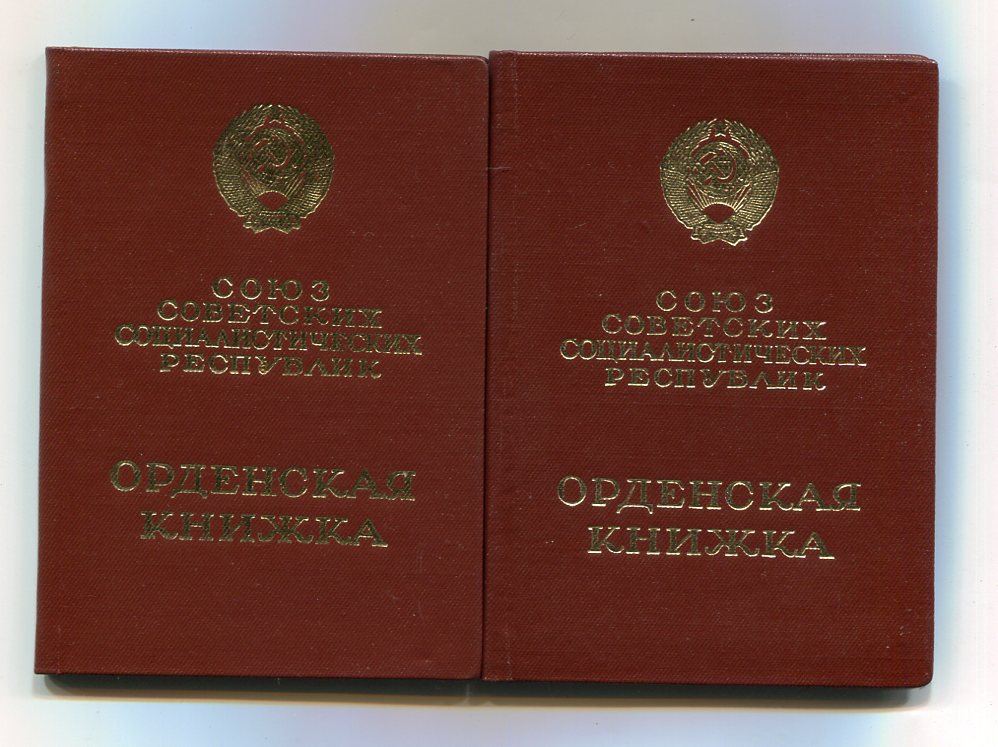 СОЮЗ
СОВЕТСКИХ
СОЦИАЛИСТИЧЕСКИХ
РЕСПУБЛИК
ОРДЕНСКАЯ
КНИЖКА
СОЮЗ
СОВЕТСКИХ
СОЦИАЛИСТИЧЕСКИХ
РЕСПУБЛИК
ОРДЕНСКАЯ
КНИЖКА